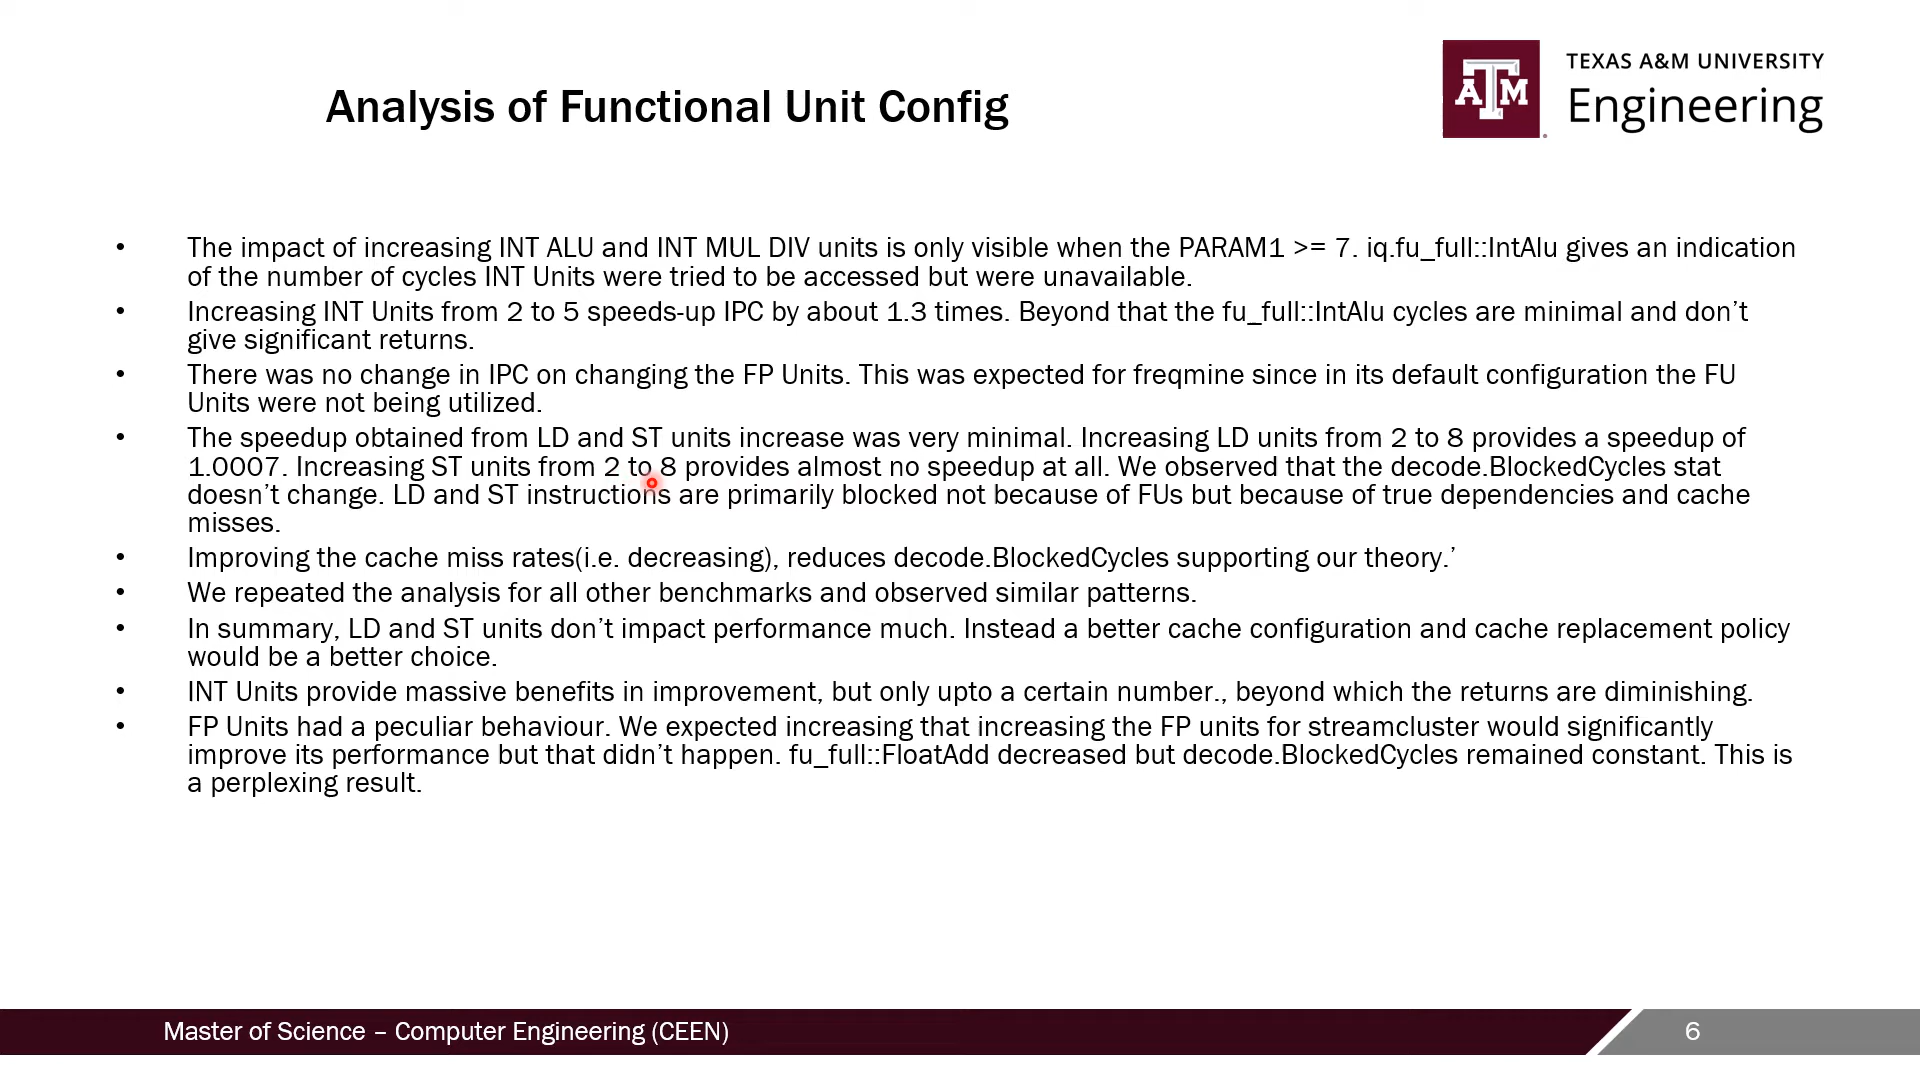 Analysis of Functional Unit Config
ATM
TEXAS A&M UNIVERSITY
Engineering
• The impact of increasing INT ALU and INT MUL DIV units is only visible when the PARAM1 >= 7. iq.fu_full::IntAlu gives an indication
of the number of cycles INT Units were tried to be accessed but were unavailable.
• Increasing INT Units from 2 to 5 speeds-up IPC by about 1.3 times. Beyond that the fu_full::IntAlu cycles are minimal and don’t
give significant returns.
• There was no change in IPC on changing the FP Units. This was expected for freqmine since in its default configuration the FU
Units were not being utilized.
• The speedup obtained from LD and ST units increase was very minimal. Increasing LD units from 2 to 8 provides a speedup of
1.0007. Increasing ST units from 2 to 8 provides almost no speedup at all. We observed that the decode.BlockedCycles stat
doesn’t change. LD and ST instructions are primarily blocked not because of FUs but because of true dependencies and cache
misses.
• Improving the cache miss rates(i.e. decreasing), reduces decode.BlockedCycles supporting our theory.’
• We repeated the analysis for all other benchmarks and observed similar patterns.
• In summary, LD and ST units don’t impact performance much. Instead a better cache configuration and cache replacement policy
would be a better choice.
• INT Units provide massive benefits in improvement, but only upto a certain number., beyond which the returns are diminishing.
• FP Units had a peculiar behaviour. We expected increasing that increasing the FP units for streamcluster would significantly
improve its performance but that didn’t happen. fu_full::FloatAdd decreased but decode.BlockedCycles remained constant. This is
a perplexing result.
Master of Science – Computer Engineering (CEEN)
6